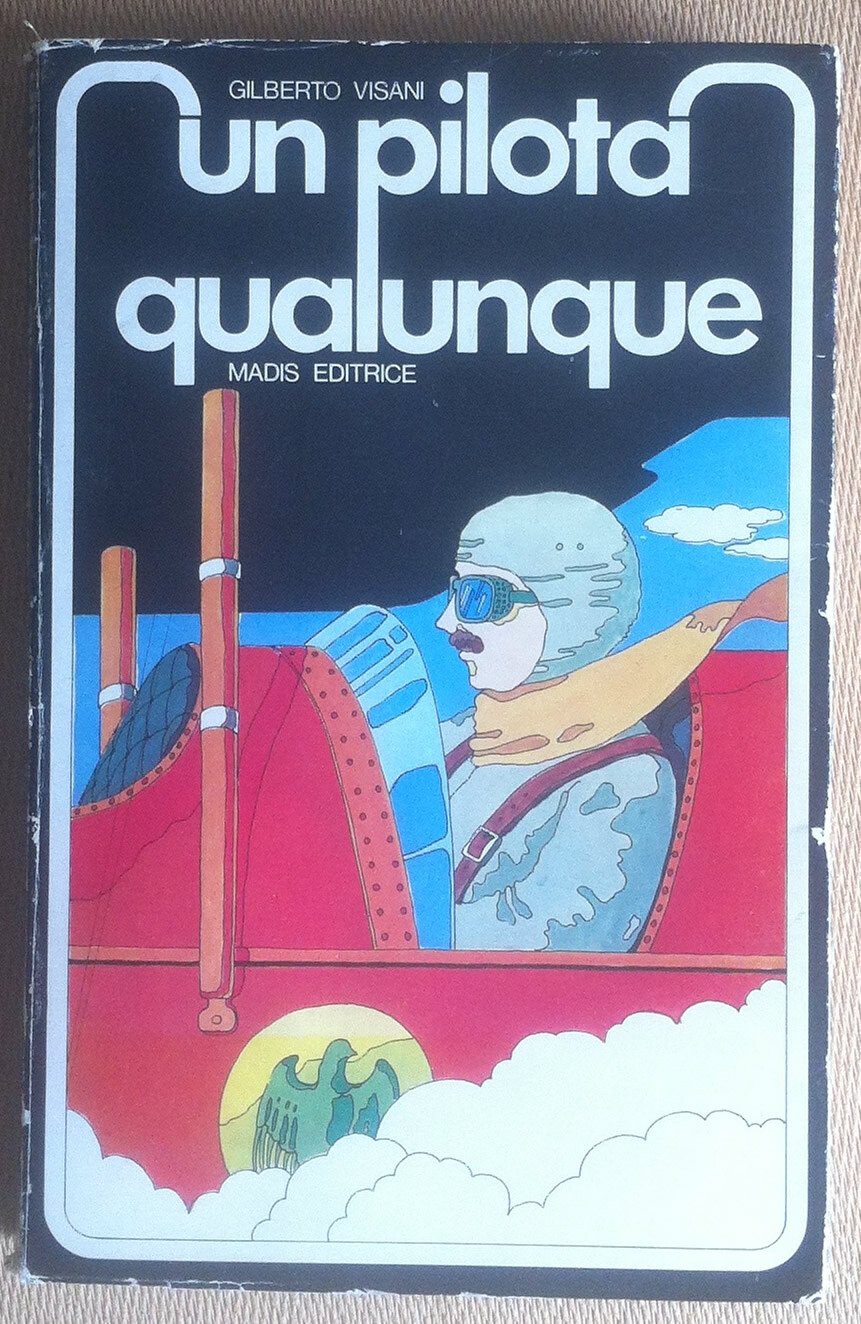 GILBERTO VISANI
un pilota
qualunque
MADIS EDITRICE